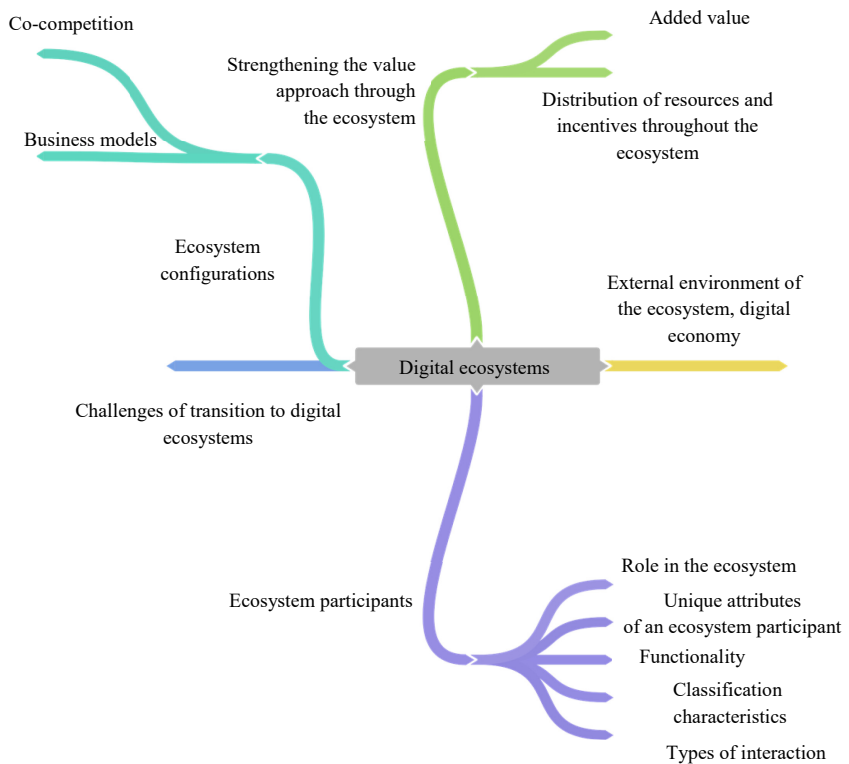 Co-competition
Business models
Ecosystem
configurations
Challenges of transition to digital
ecosystems
Strengthening the value
approach through
the ecosystem
Added value
Distribution of resources and
incentives throughout the
ecosystem
External environment of
the ecosystem, digital
economy
Digital ecosystems
Ecosystem participants
Role in the ecosystem
Unique attributes
of an ecosystem participant
Functionality
Classification
characteristics
Types of interaction